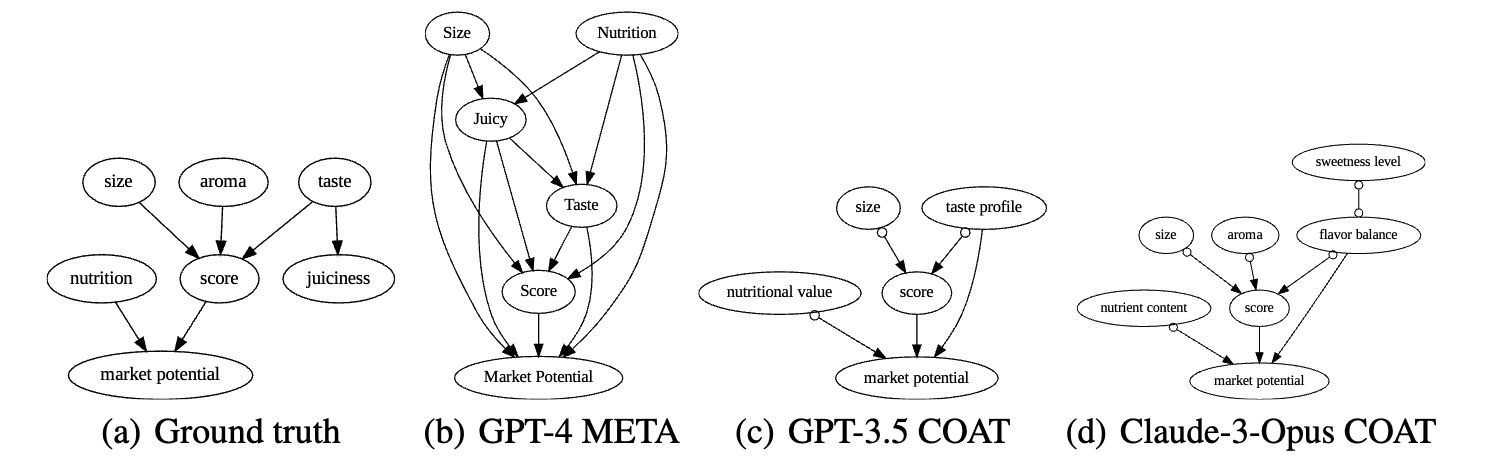 size
aroma
taste
nutrition
score
juiciness
market potential
(a) Ground truth
Size
Nutrition
Juicy
Taste
Score
Market Potential
(b) GPT-4 META
size
taste profile
nutritional value
score
market potential
(c) GPT-3.5 COAT
sweetness level
size
aroma
flavor balance
nutrient content
score
market potential
(d) Claude-3-Opus COAT